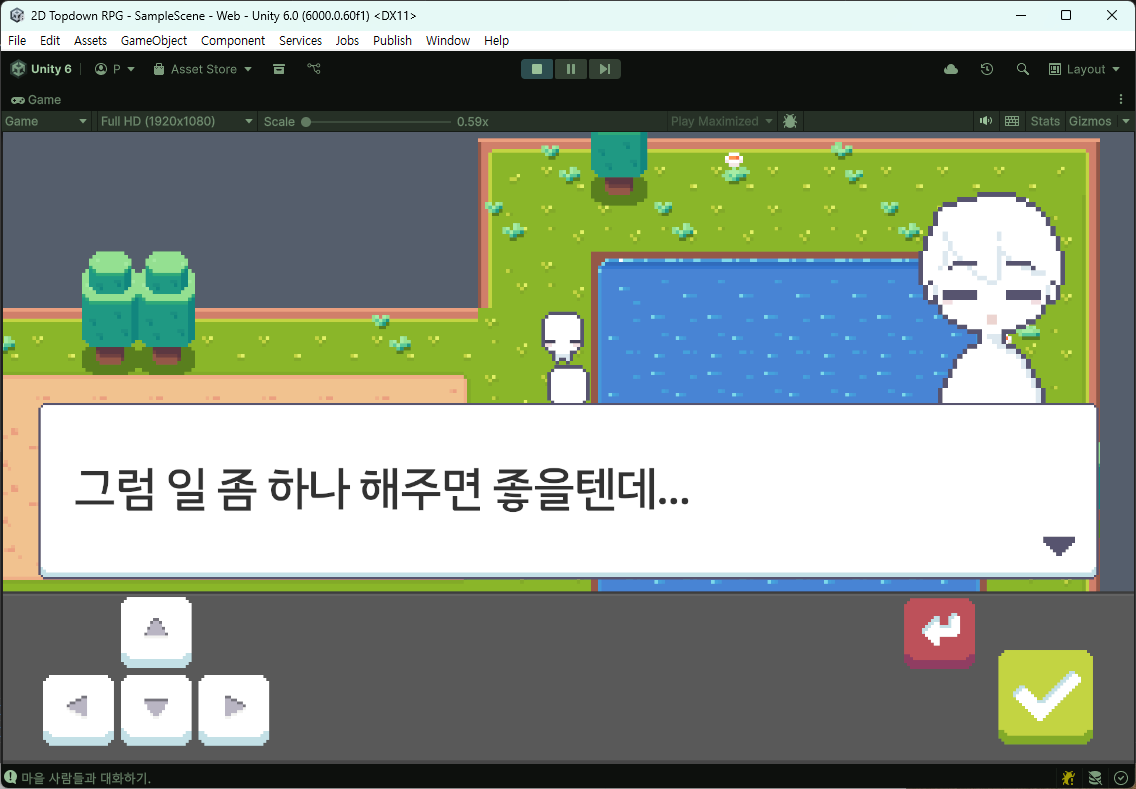 2D Topdown RPG - SampleScene - Web - Unity 6.0 (6000.0.60f1) <DX11>
File Edit Assets GameObject Component Services Jobs Publish Window Help
Unity 6 P Asset Store Layout
Game
Game Full HD (1920x1080) Scale 0.59x Play Maximized Stats Gizmos
그럼 일 좀 하나 해주면 좋을텐데...
마을 사람들과 대화하기.